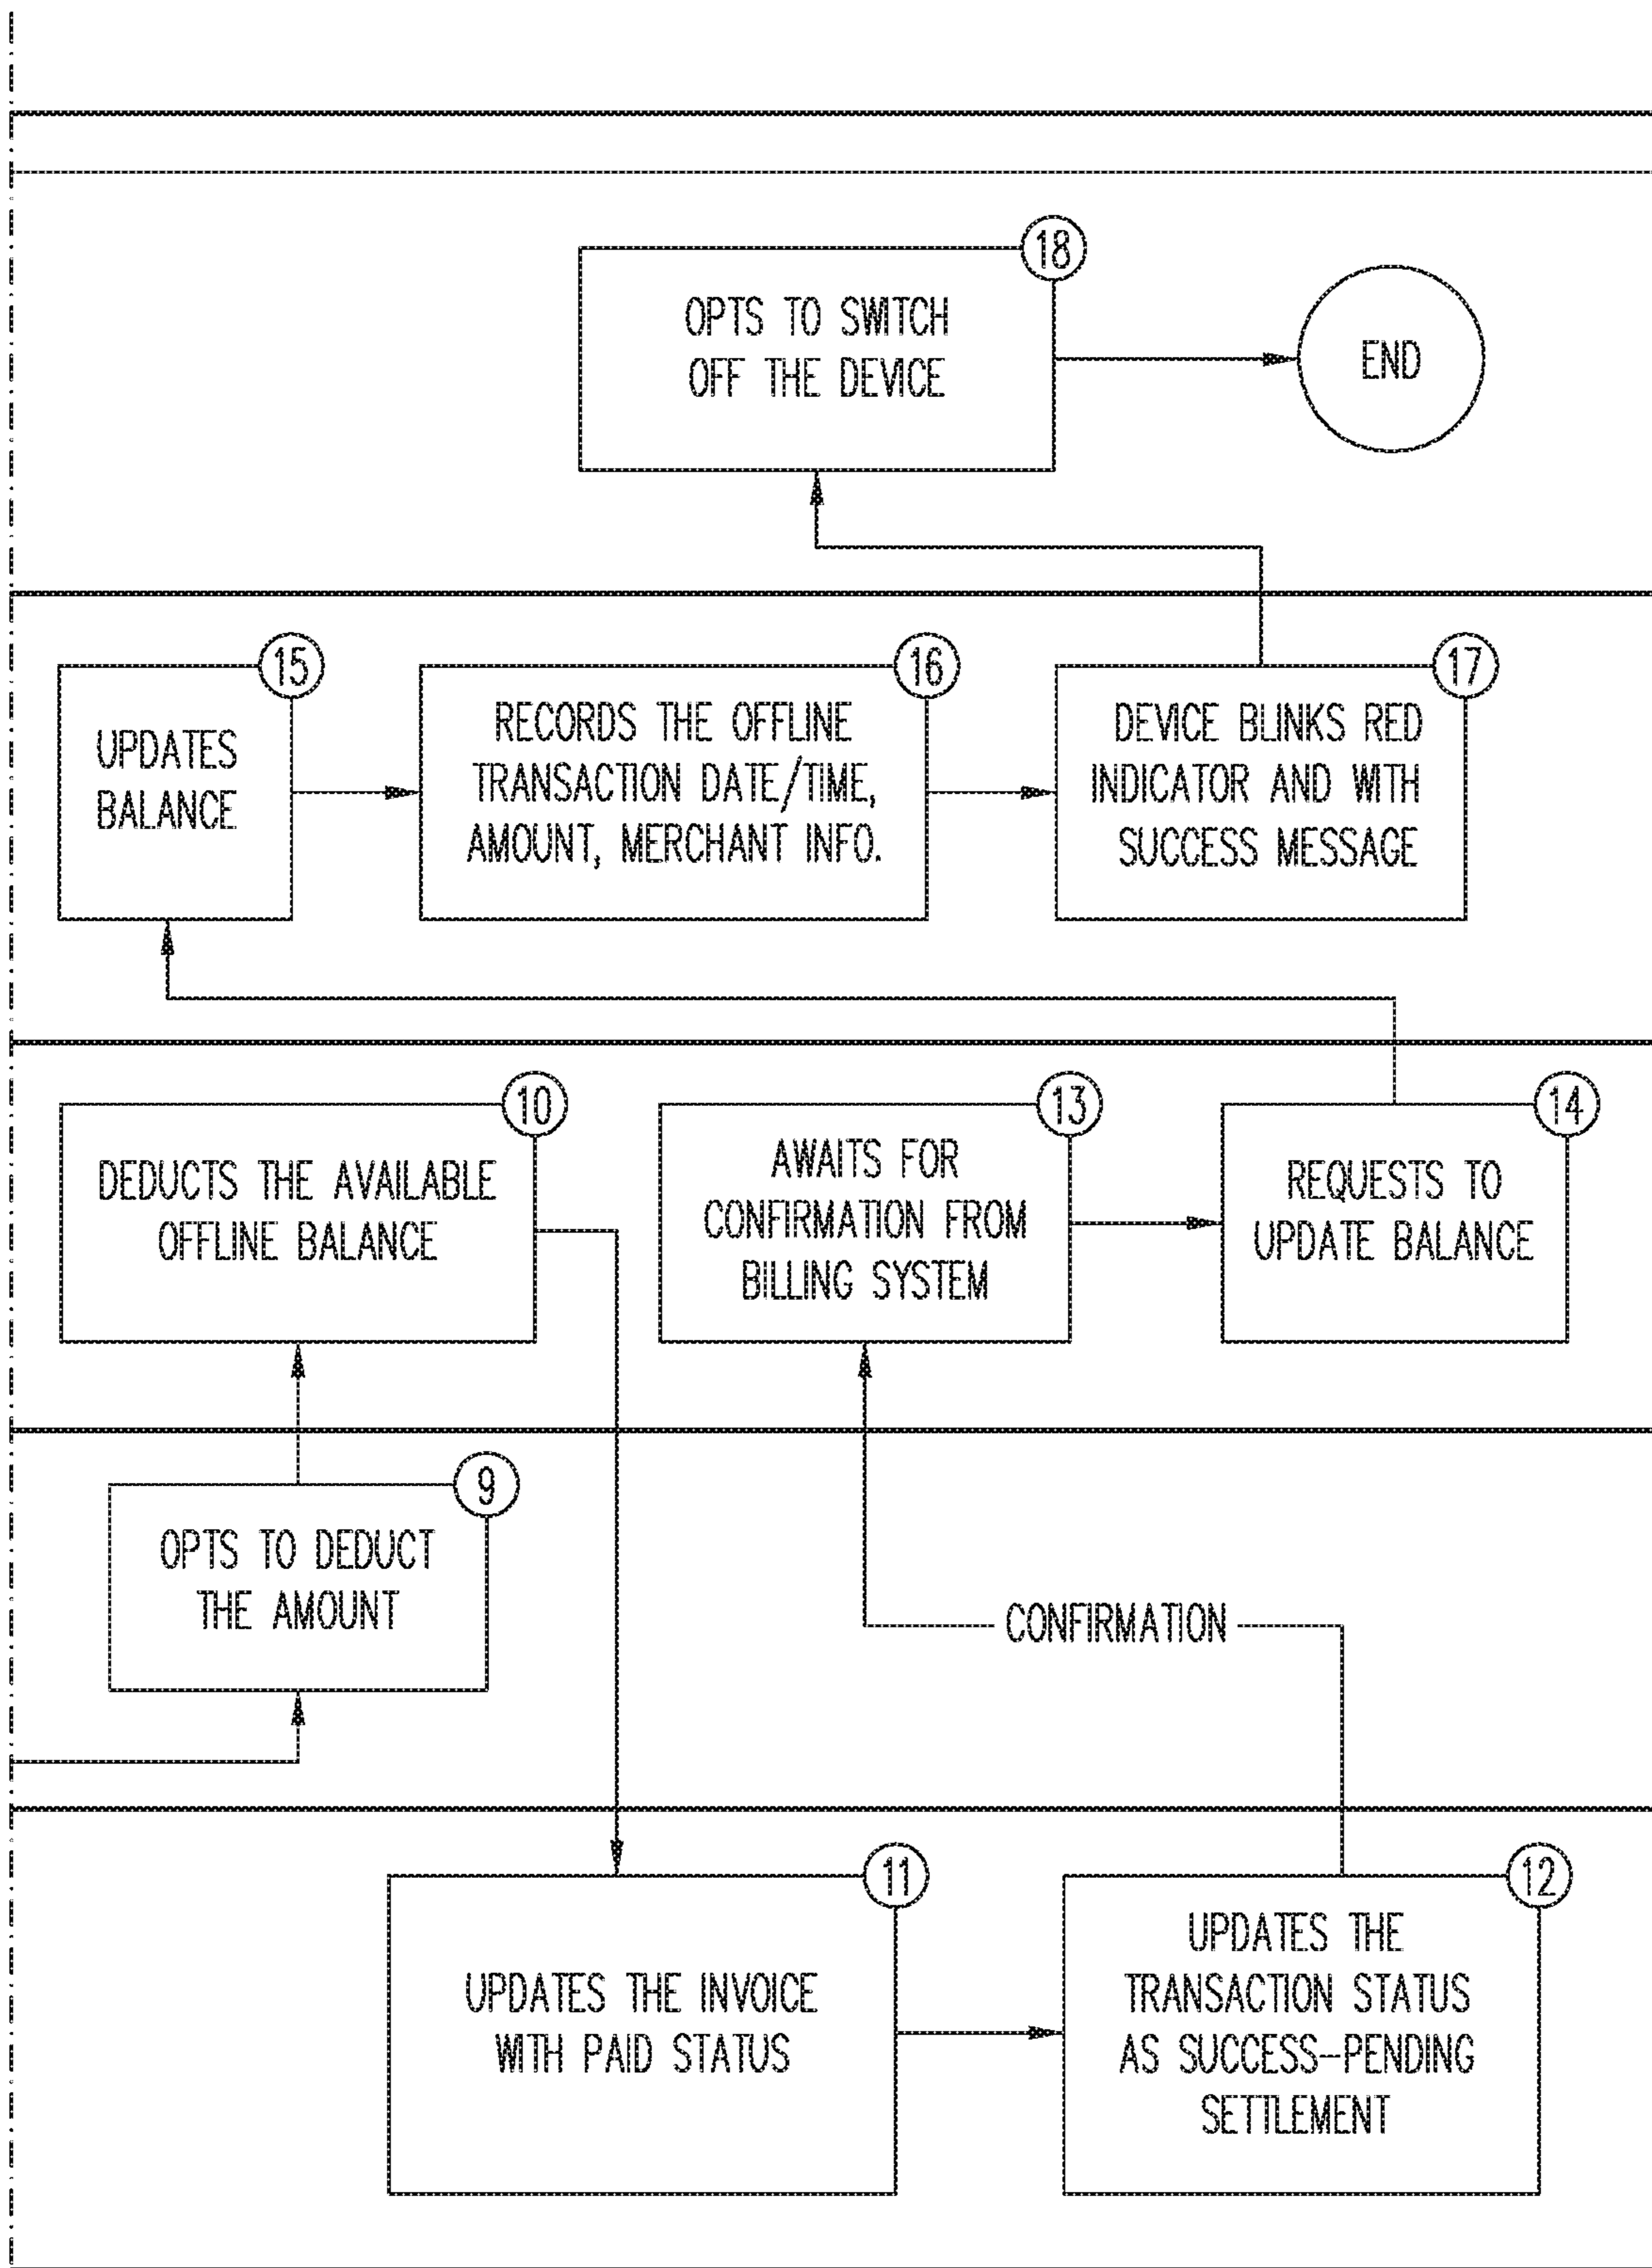 18
OPTS TO SWITCH
OFF THE DEVICE
END
15
UPDATES
BALANCE
16
RECORDS THE OFFLINE
TRANSACTION DATE/TIME,
AMOUNT, MERCHANT INFO.
17
DEVICE BLINKS RED
INDICATOR AND WITH
SUCCESS MESSAGE
10
DEDUCTS THE AVAILABLE
OFFLINE BALANCE
13
AWAITS FOR
CONFIRMATION FROM
BILLING SYSTEM
14
REQUESTS TO
UPDATE BALANCE
9
OPTS TO DEDUCT
THE AMOUNT
CONFIRMATION
11
UPDATES THE INVOICE
WITH PAID STATUS
12
UPDATES THE
TRANSACTION STATUS
AS SUCCESS-PENDING
SETTLEMENT